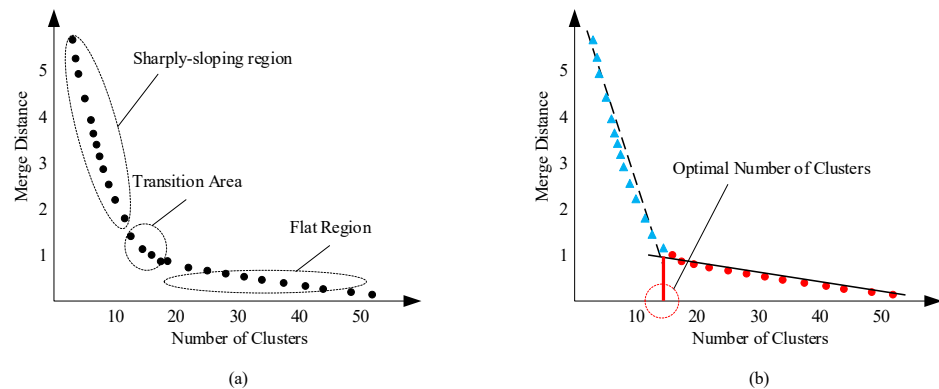 Merge Distance
5
4
3
2
1
Sharply-sloping region
Transition Area
Flat Region
10 20 30 40 50
Number of Clusters
(a)
Merge Distance
5
4
3
2
1
Optimal Number of Clusters
10 20 30 40 50
Number of Clusters
(b)